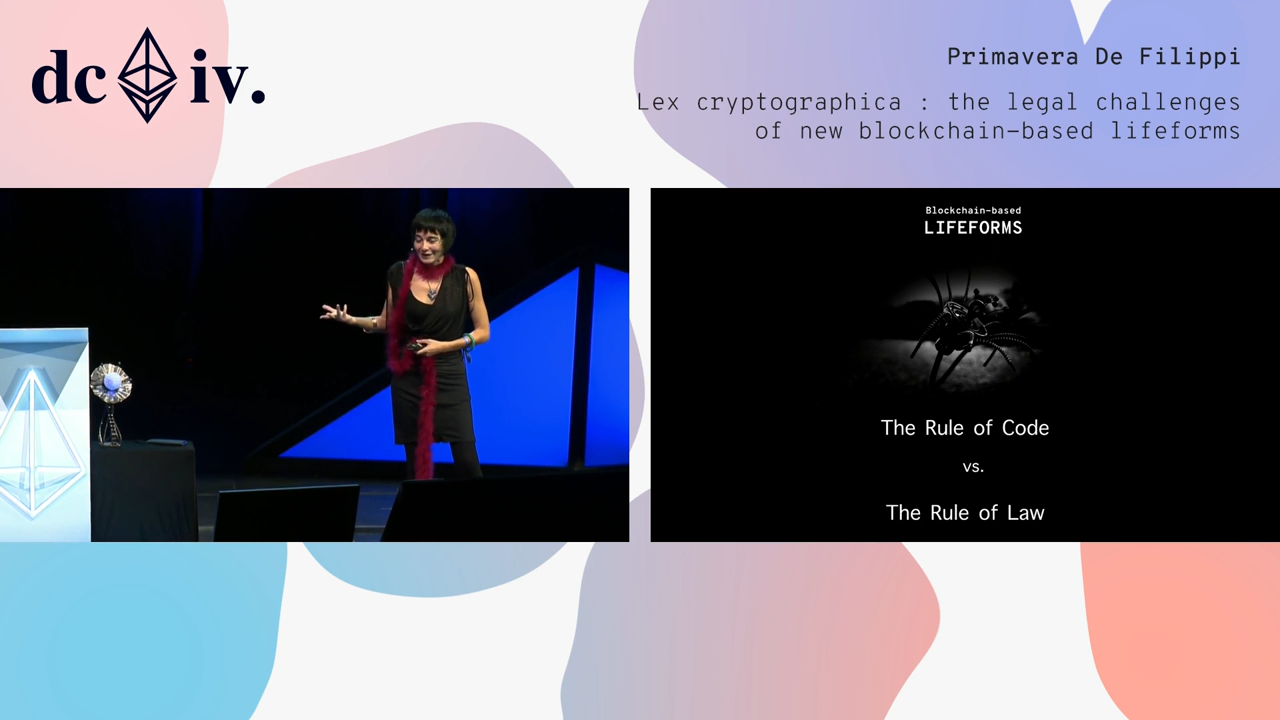 dc iv.
Primavera De Filippi
Lex cryptographica : the legal challenges
of new blockchain-based lifeforms
Blockchain-based
LIFEFORMS
The Rule of Code
vs.
The Rule of Law